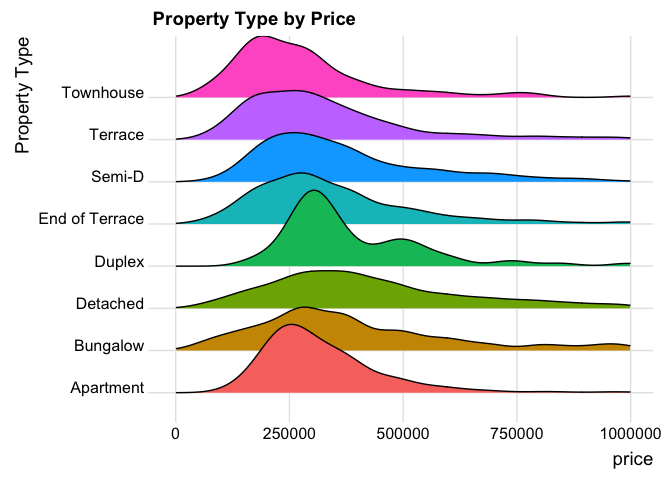 Property Type by Price
Property Type
Townhouse
Terrace
Semi-D
End of Terrace
Duplex
Detached
Bungalow
Apartment
0 250000 500000 750000 1000000
price